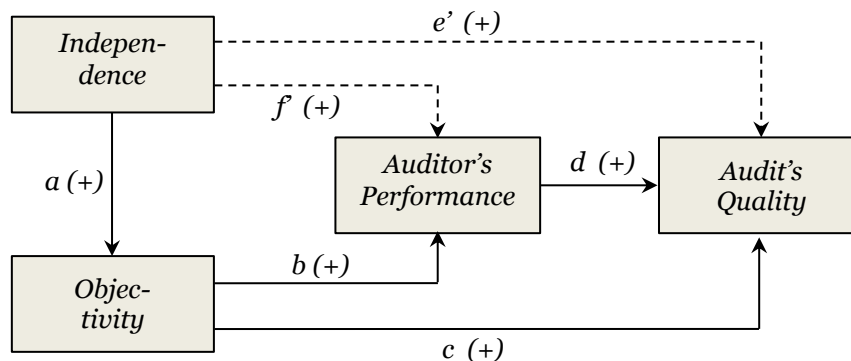 e’ (+)
Indepen-
dence
f’ (+)
a (+)
Auditor’s
Performance
d (+)
Audit’s
Quality
b (+)
Objec-
tivity
c (+)